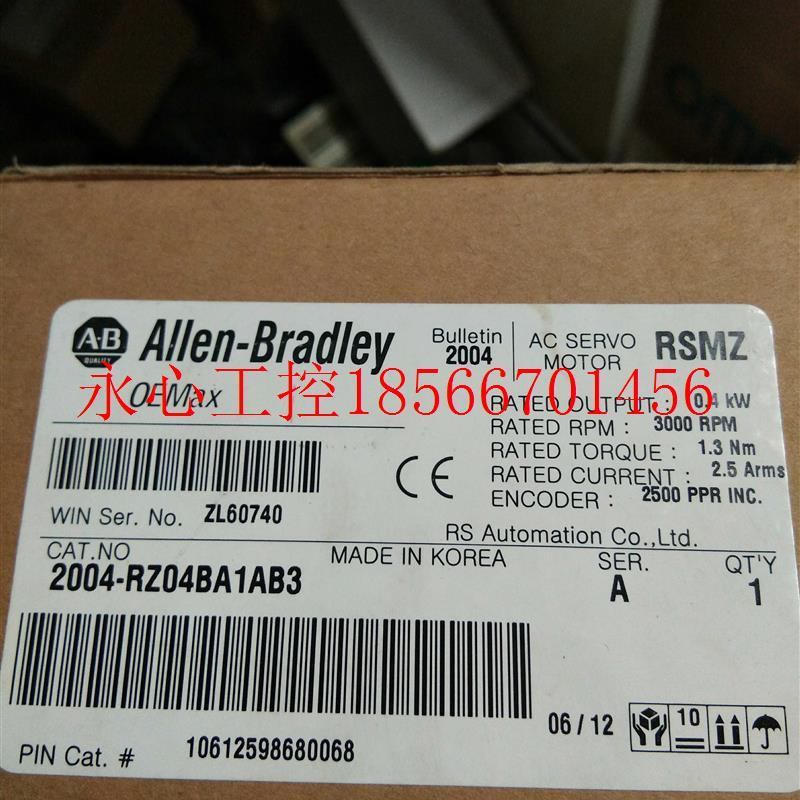 A-B
QUALITY
Allen-Bradley
OEMax
Bulletin
2004
AC SERVO
MOTOR
RSMZ
永心工控18566701456
RATED OUTPUT : 0.4 kW
RATED RPM : 3000 RPM
RATED TORQUE : 1.3 Nm
RATED CURRENT : 2.5 Arms
ENCODER : 2500 PPR INC.
CE
WIN Ser. No. ZL60740
RS Automation Co.,Ltd.
CAT.NO
MADE IN KOREA
SER.
QT'Y
2004-RZ04BA1AB3
A
1
06 / 12
10
PIN Cat. # 10612598680068